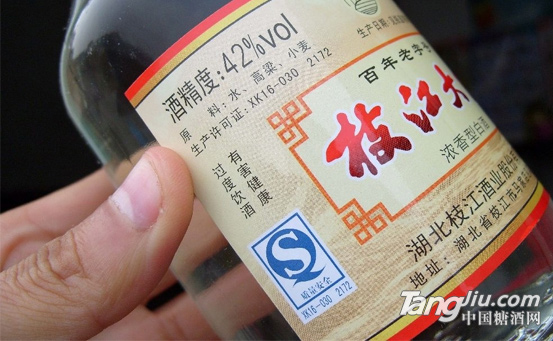 酒精度:42%vol
原 料:水、高粱、小麦
生产许可证:XK16-030 2172
过度饮酒
有害健康
质量安全
XK16-030 2172
生产日期:
百年老字号
枝江大
浓香型白酒
湖北枝江酒业股份
地址:湖北省枝江市
TangJiu.com
中国糖酒网